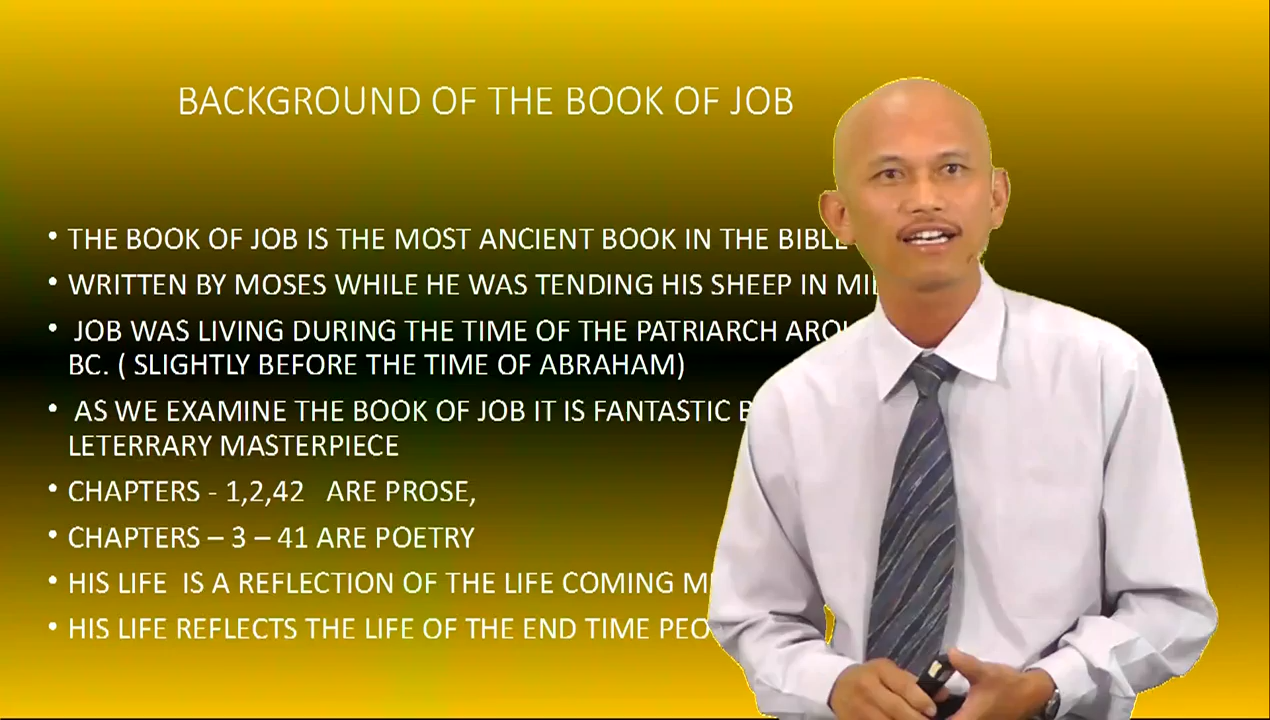 BACKGROUND OF THE BOOK OF JOB
• THE BOOK OF JOB IS THE MOST ANCIENT BOOK IN THE BIBLE
• WRITTEN BY MOSES WHILE HE WAS TENDING HIS SHEEP IN
• JOB WAS LIVING DURING THE TIME OF THE PATRIARCH
BC. ( SLIGHTLY BEFORE THE TIME OF ABRAHAM)
• AS WE EXAMINE THE BOOK OF JOB IT IS FANTASTIC
LETERRARY MASTERPIECE
• CHAPTERS - 1,2,42 ARE PROSE,
• CHAPTERS – 3 – 41 ARE POETRY
• HIS LIFE IS A REFLECTION OF THE LIFE COMING
• HIS LIFE REFLECTS THE LIFE OF THE END TIME